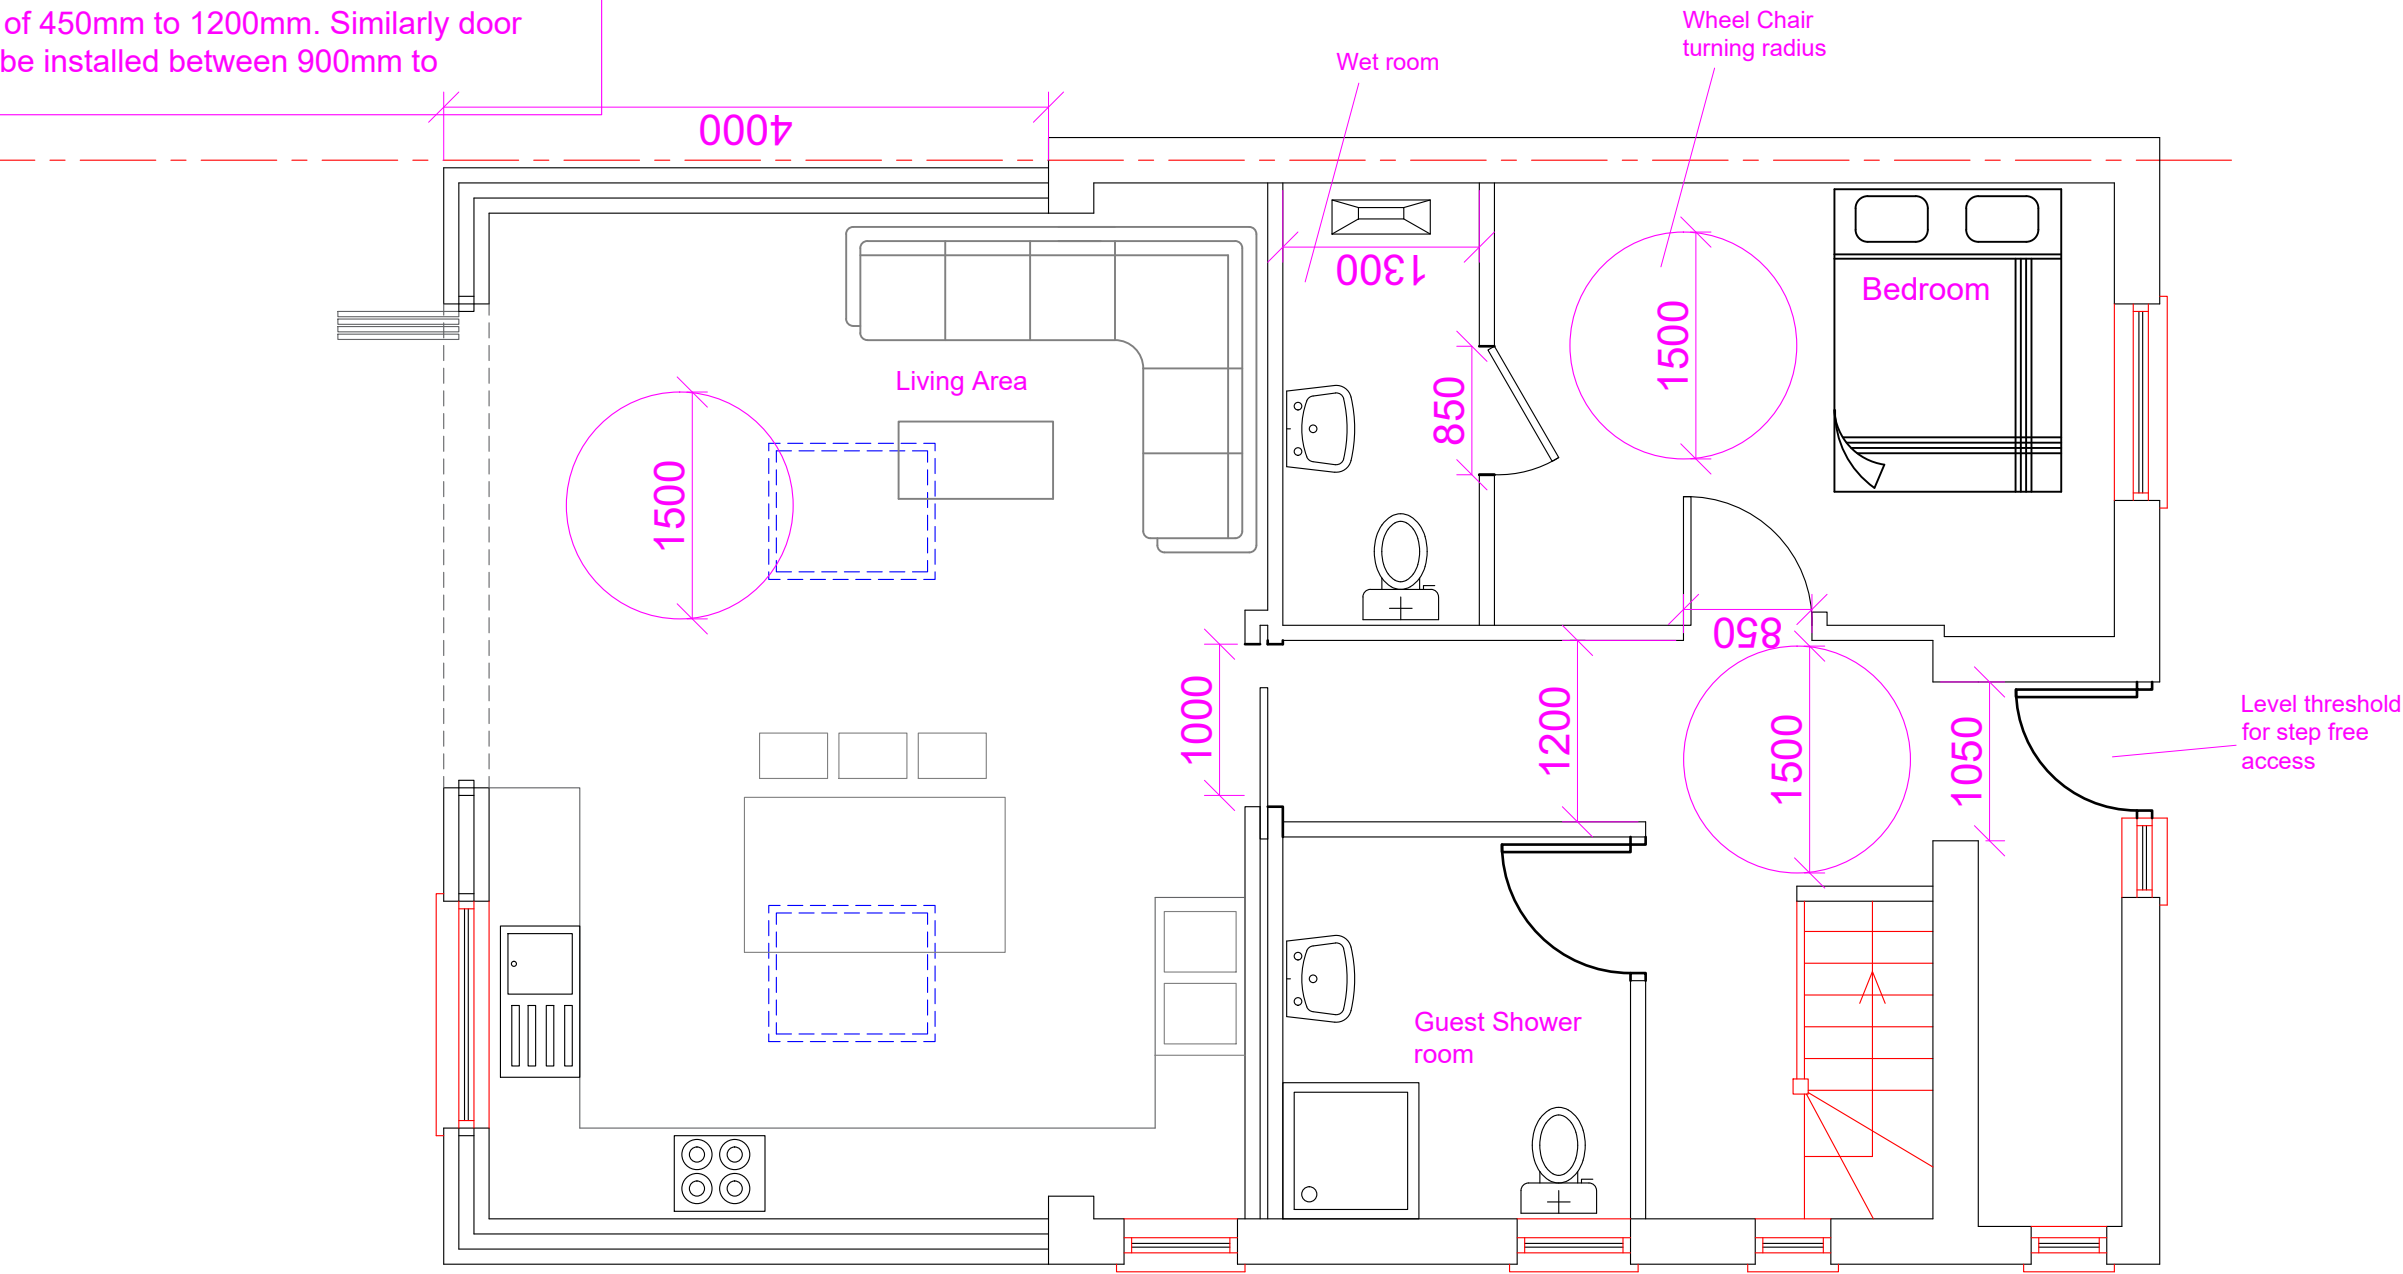 of 450mm to 1200mm. Similarly door
be installed between 900mm to
Wheel Chair
turning radius
Wet room
4000
1300
Bedroom
1500
850
Living Area
1500
850
1000
1200
1500
1050
Level threshold
for step free
access
Guest Shower
room